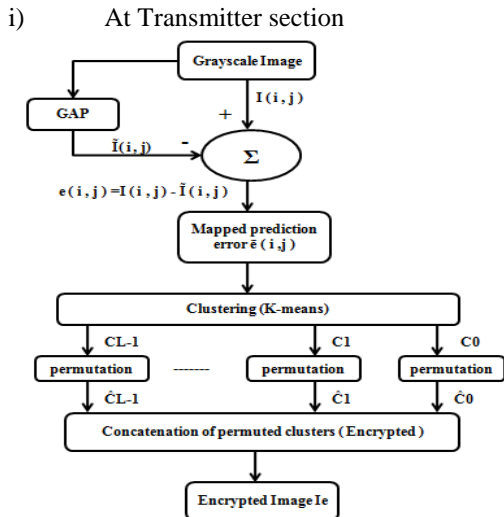 i) At Transmitter section
Grayscale Image
GAP
I ( i , j )
+
Ĩ ( i , j )
-
Σ
e ( i , j ) =I ( i , j ) - Ĩ ( i , j )
Mapped prediction
error ẽ ( i ,j )
Clustering (K-means)
CL-1
C1
C0
permutation
-------
permutation
permutation
ĈL-1
Ĉ1
Ĉ0
Concatenation of permuted clusters ( Encrypted )
Encrypted Image Ie